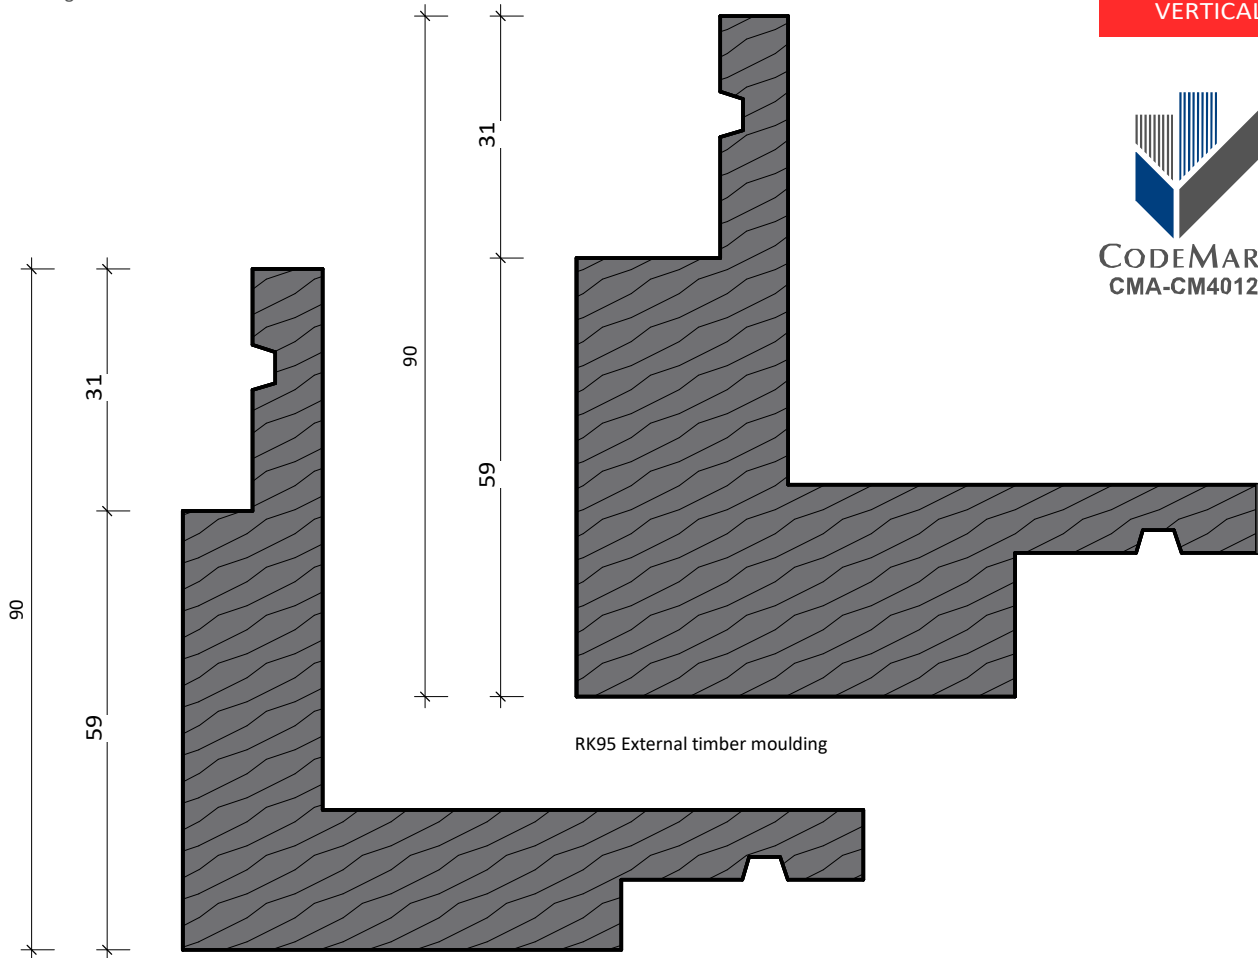 g
VERTICAL
31
CODEMAR
CMA-CM4012
31
90
59
90
59
RK95 External timber moulding